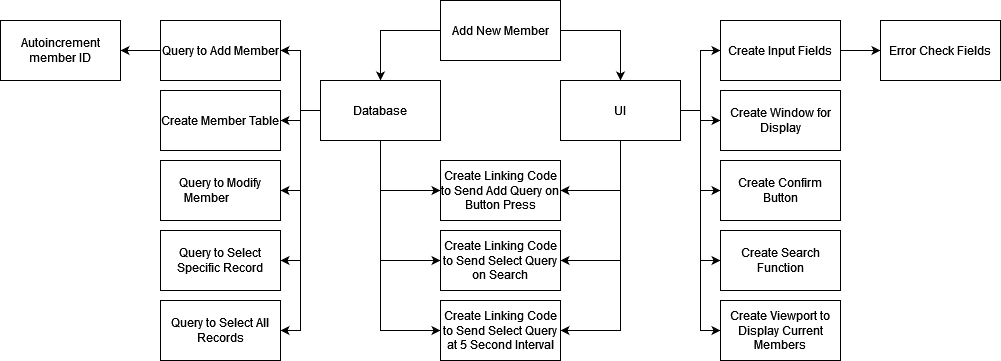 Add New Member
Autoincrement
member ID
Query to Add Member
Create Input Fields
Error Check Fields
Database
UI
Create Member Table
Create Window for
Display
Query to Modify
Member
Create Linking Code
to Send Add Query on
Button Press
Create Confirm
Button
Query to Select
Specific Record
Create Linking Code
to Send Select Query
on Search
Create Search
Function
Query to Select All
Records
Create Linking Code
to Send Select Query
at 5 Second Interval
Create Viewport to
Display Current
Members